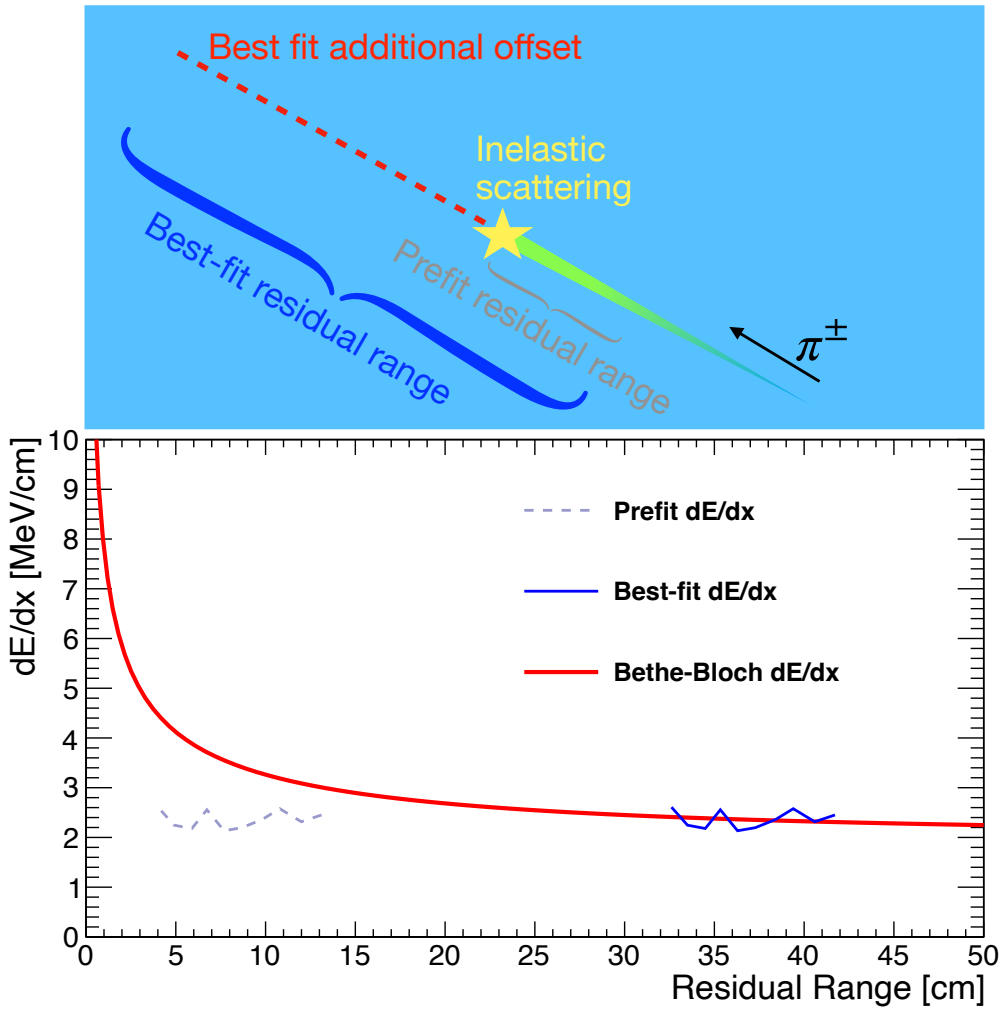 Best fit additional offset
Inelastic
scattering
Best-fit residual range
Prefit residual range
π±
dE/dx [MeV/cm]
10
9
8
7
6
5
4
3
2
1
0
Prefit dE/dx
Best-fit dE/dx
Bethe-Bloch dE/dx
0 5 10 15 20 25 30 35 40 45 50
Residual Range [cm]